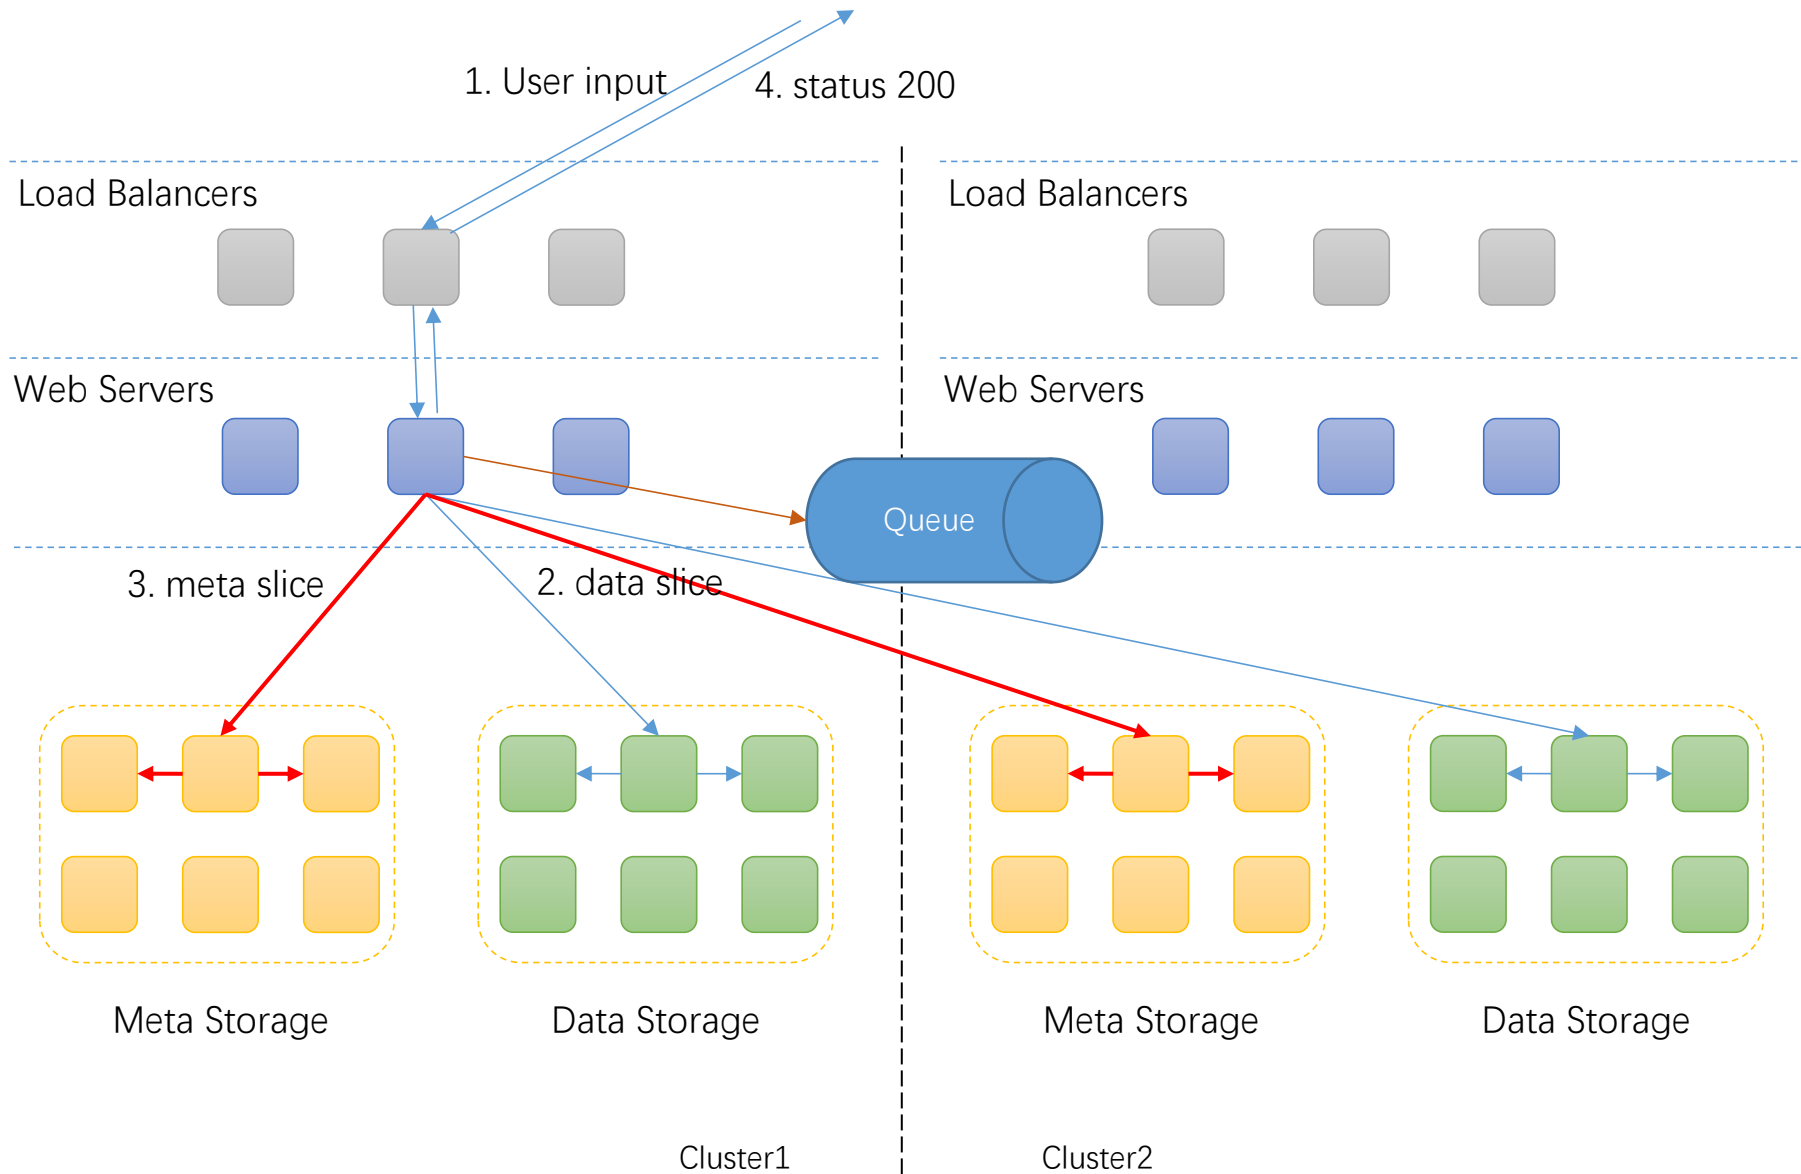 1. User input
4. status 200
Load Balancers
Load Balancers
Web Servers
Web Servers
Queue
3. meta slice
2. data slice
Meta Storage
Data Storage
Meta Storage
Data Storage
Cluster1
Cluster2